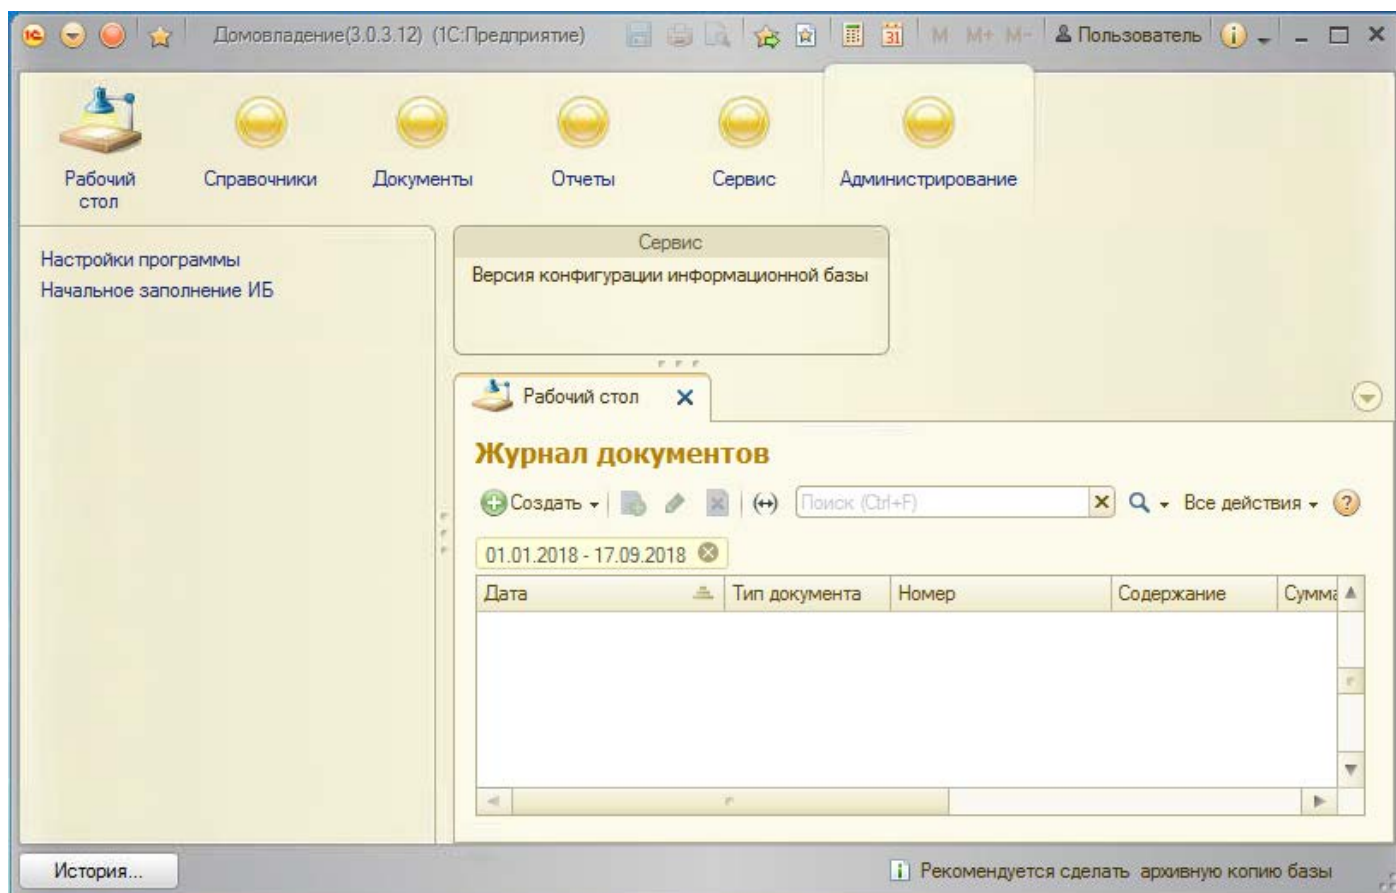 1С Домовладение(3.0.3.12) (1С:Предприятие) 31 M M+ M- Пользователь
Рабочий стол
Справочники
Документы
Отчеты
Сервис
Администрирование
Настройки программы
Начальное заполнение ИБ
Сервис
Версия конфигурации информационной базы
Рабочий стол
Журнал документов
Создать Поиск (Ctrl+F) Все действия ?
01.01.2018 - 17.09.2018
Дата Тип документа Номер Содержание Сумма
История... Рекомендуется сделать архивную копию базы